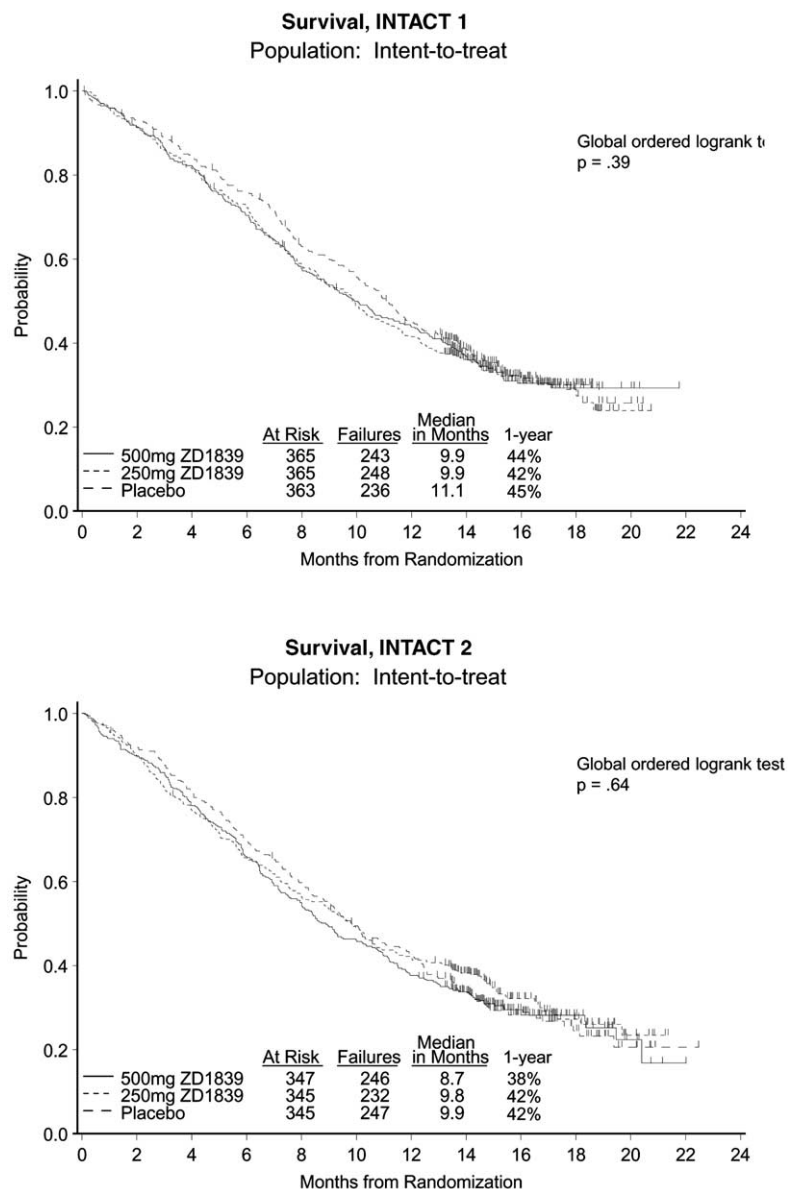 Survival, INTACT 1
Population: Intent-to-treat
Global ordered logrank
p = .39
Probability
1.0
0.8
0.6
0.4
0.2
0.0
At Risk Failures Median in Months 1-year
500mg ZD1839 365 243 9.9 44%
250mg ZD1839 365 248 9.9 42%
Placebo 363 236 11.1 45%
0 2 4 6 8 10 12 14 16 18 20 22 24
Months from Randomization
Survival, INTACT 2
Population: Intent-to-treat
Global ordered logrank test
p = .64
Probability
1.0
0.8
0.6
0.4
0.2
0.0
At Risk Failures Median in Months 1-year
500mg ZD1839 347 246 8.7 38%
250mg ZD1839 345 232 9.8 42%
Placebo 345 247 9.9 42%
0 2 4 6 8 10 12 14 16 18 20 22 24
Months from Randomization